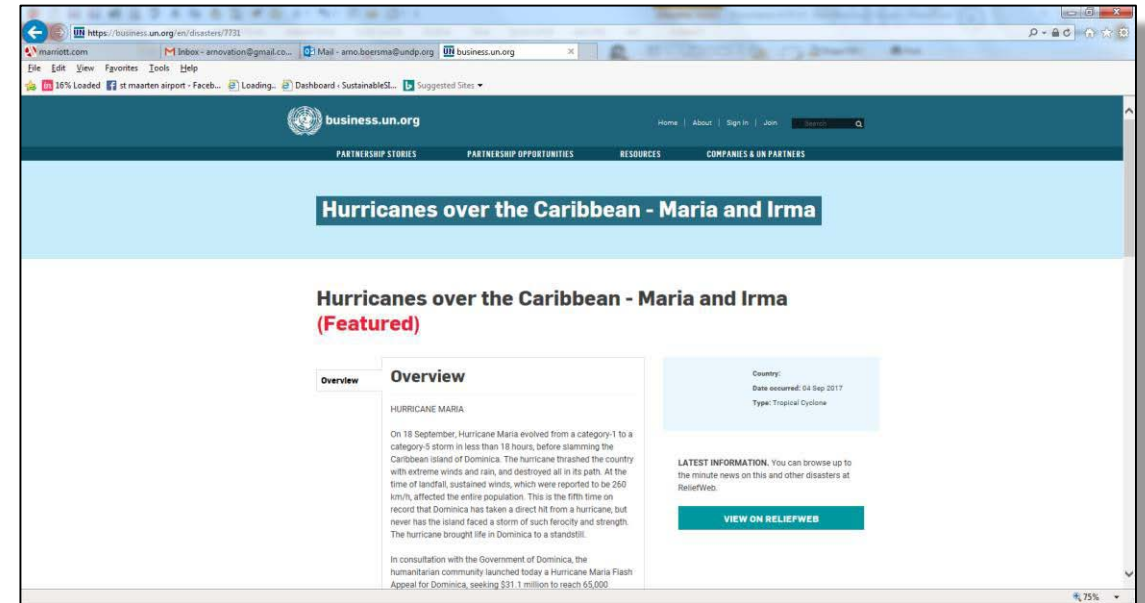 https://business.un.org/en/disasters/7731
marriott.com
Inbox - arnovation@gmail.co...
Mail - arno.boersma@undp.org
business.un.org
File Edit View Favorites Tools Help
16% Loaded
st maarten airport - Faceb...
Loading..
Dashboard ‹ SustainableSI...
Suggested Sites
business.un.org
Home | About | Sign In | Join
Search
PARTNERSHIP STORIES
PARTNERSHIP OPPORTUNITIES
RESOURCES
COMPANIES & UN PARTNERS
Hurricanes over the Caribbean - Maria and Irma
Hurricanes over the Caribbean - Maria and Irma
(Featured)
Overview
Overview
HURRICANE MARIA
On 18 September, Hurricane Maria evolved from a category-1 to a
category-5 storm in less than 18 hours, before slamming the
Caribbean island of Dominica. The hurricane thrashed the country
with extreme winds and rain, and destroyed all in its path. At the
time of landfall, sustained winds, which were reported to be 260
km/h, affected the entire population. This is the fifth time on
record that Dominica has taken a direct hit from a hurricane, but
never has the island faced a storm of such ferocity and strength.
The hurricane brought life in Dominica to a standstill.
In consultation with the Government of Dominica, the
humanitarian community launched today a Hurricane Maria Flash
Appeal for Dominica, seeking $31.1 million to reach 65,000
Country:
Date occurred: 04 Sep 2017
Type: Tropical Cyclone
LATEST INFORMATION. You can browse up to
the minute news on this and other disasters at
ReliefWeb.
VIEW ON RELIEFWEB
75%